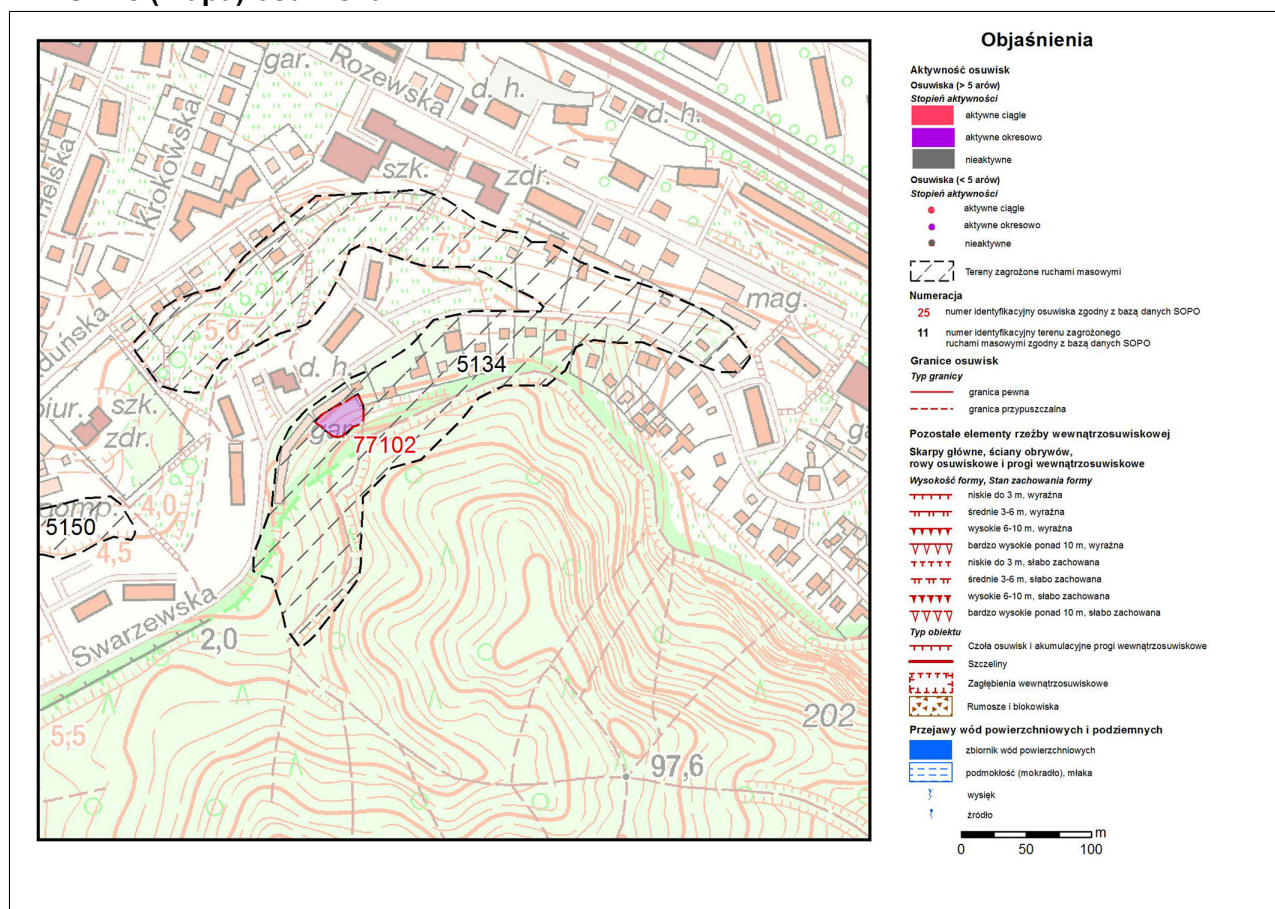 gar.
Rozewska
d. h.
d. h.
Krokowska
szk.
zdr.
7,5
mag.
5,0
d. h.
5134
szk.
zdr.
gar.
77102
4,0
5150
4,5
Swarzewska
2,0
5,5
202
97,6
Objaśnienia
Aktywność osuwisk
Osuwiska (> 5 arów)
Stopień aktywności
aktywne ciągle
aktywne okresowo
nieaktywne
Osuwiska (< 5 arów)
Stopień aktywności
aktywne ciągle
aktywne okresowo
nieaktywne
Tereny zagrożone ruchami masowymi
Numeracja
25 numer identyfikacyjny osuwiska zgodny z bazą danych SOPO
11 numer identyfikacyjny terenu zagrożonego
ruchami masowymi zgodny z bazą danych SOPO
Granice osuwisk
Typ granicy
granica pewna
granica przypuszczalna
Pozostałe elementy rzeźby wewnątrzosuwiskowej
Skarpy główne, ściany obrywów,
rowy osuwiskowe i progi wewnątrzosuwiskowe
Wysokość formy, Stan zachowania formy
niskie do 3 m, wyraźna
średnie 3-6 m, wyraźna
wysokie 6-10 m, wyraźna
bardzo wysokie ponad 10 m, wyraźna
niskie do 3 m, słabo zachowana
średnie 3-6 m, słabo zachowana
wysokie 6-10 m, słabo zachowana
bardzo wysokie ponad 10 m, słabo zachowana
Typ obiektu
Czoła osuwisk i akumulacyjne progi wewnątrzosuwiskowe
Szczeliny
Zagłębienia wewnątrzosuwiskowe
Rumosze i blokowiska
Przejawy wód powierzchniowych i podziemnych
zbiornik wód powierzchniowych
podmokłość (mokradło), młaka
wysięk
źródło
m
0 50 100